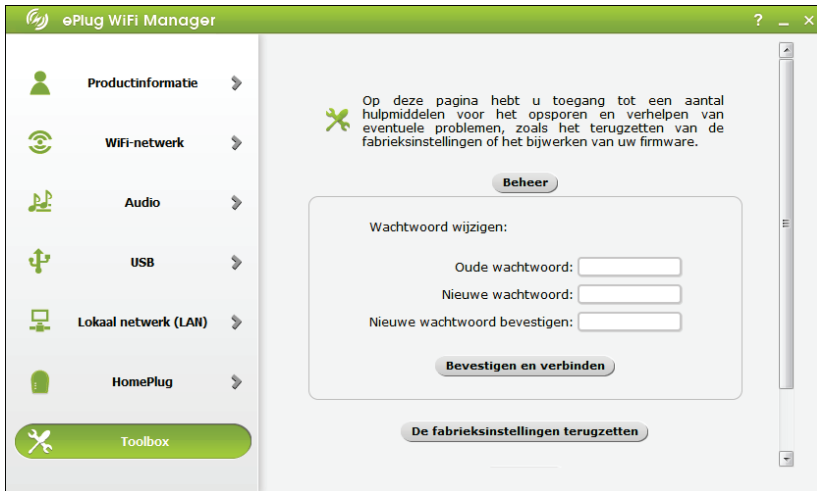 ePlug WiFi Manager
?
Productinformatie
WiFi-netwerk
Audio
USB
Lokaal netwerk (LAN)
HomePlug
Toolbox
Op deze pagina hebt u toegang tot een aantal
hulpmiddelen voor het opsporen en verhelpen van
eventuele problemen, zoals het terugzetten van de
fabrieksinstellingen of het bijwerken van uw firmware.
Beheer
Wachtwoord wijzigen:
Oude wachtwoord:
Nieuwe wachtwoord:
Nieuwe wachtwoord bevestigen:
Bevestigen en verbinden
De fabrieksinstellingen terugzetten